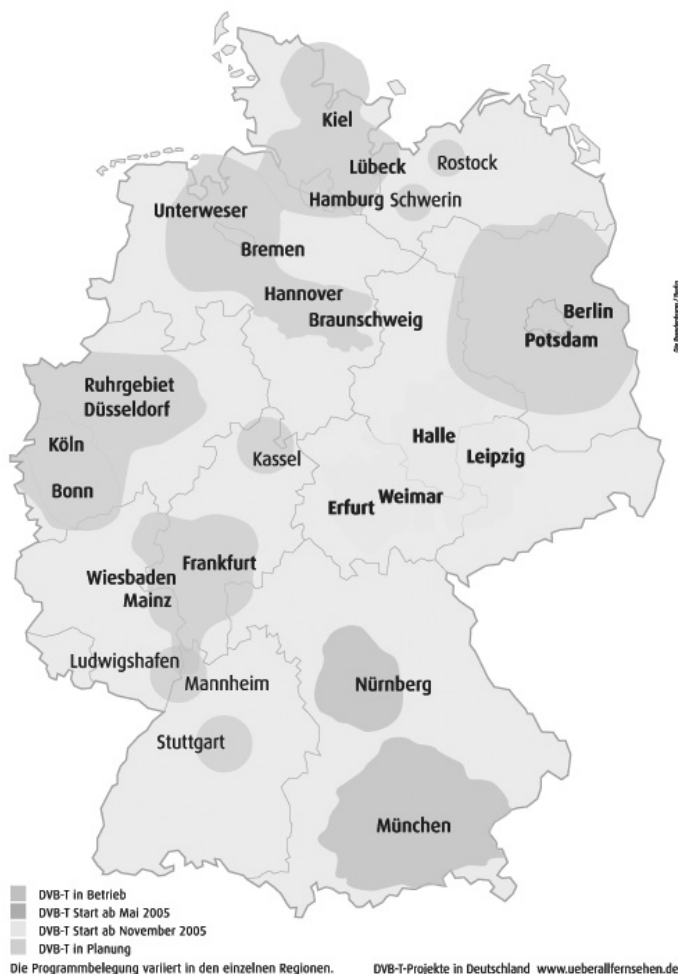 Kiel
Lübeck
Rostock
Hamburg Schwerin
Unterweser
Bremen
Hannover
Braunschweig
Berlin
Potsdam
Ruhrgebiet
Düsseldorf
Köln
Bonn
Kassel
Halle
Leipzig
Erfurt Weimar
Frankfurt
Wiesbaden
Mainz
Ludwigshafen
Mannheim
Nürnberg
Stuttgart
München
DVB-T in Betrieb
DVB-T Start ab Mai 2005
DVB-T Start ab November 2005
DVB-T in Planung
Die Programmbelegung variiert in den einzelnen Regionen.
DVB-T-Projekte in Deutschland www.ueberallfernsehen.de